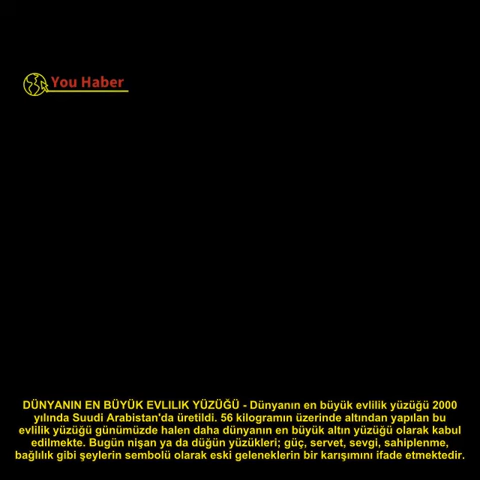 You Haber
DÜNYANIN EN BÜYÜK EVLILIK YÜZÜĞÜ - Dünyanın en büyük evlilik yüzüğü 2000
yılında Suudi Arabistan'da üretildi. 56 kilogramın üzerinde altından yapılan bu
evlilik yüzüğü günümüzde halen daha dünyanın en büyük altın yüzüğü olarak kabul
edilmekte. Bugün nişan ya da düğün yüzükleri; güç, servet, sevgi, sahiplenme,
bağlılık gibi şeylerin sembolü olarak eski geleneklerin bir karışımını ifade etmektedir.